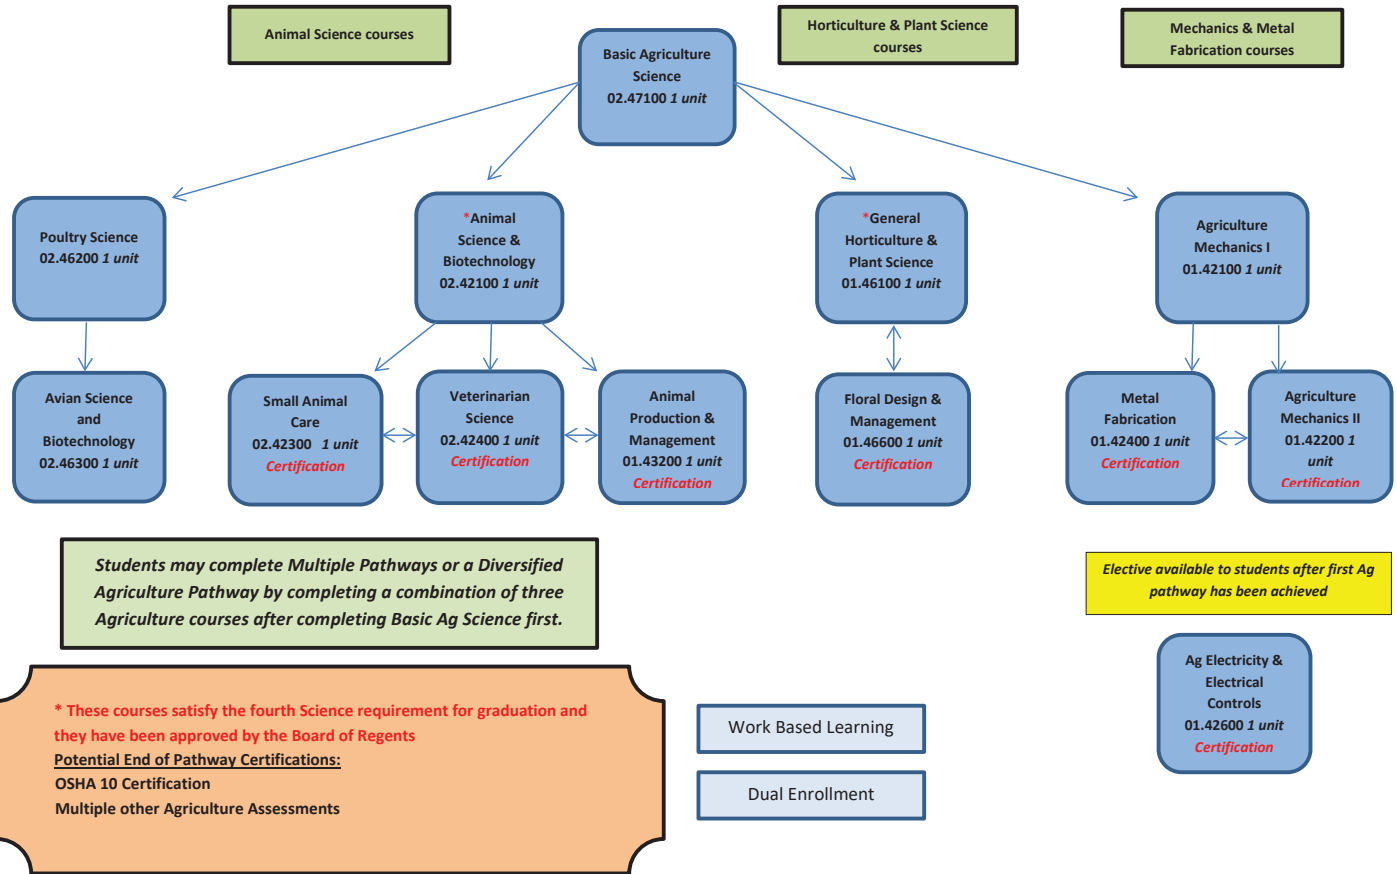 Animal Science courses
Horticulture & Plant Science
courses
Mechanics & Metal
Fabrication courses
Basic Agriculture
Science
02.47100 1 unit
Poultry Science
02.46200 1 unit
*Animal
Science &
Biotechnology
02.42100 1 unit
*General
Horticulture &
Plant Science
01.46100 1 unit
Agriculture
Mechanics I
01.42100 1 unit
Avian Science
and
Biotechnology
02.46300 1 unit
Small Animal
Care
02.42300 1 unit
Certification
Veterinarian
Science
02.42400 1 unit
Certification
Animal
Production &
Management
01.43200 1 unit
Certification
Floral Design &
Management
01.46600 1 unit
Certification
Metal
Fabrication
01.42400 1 unit
Certification
Agriculture
Mechanics II
01.42200 1
unit
Certification
Students may complete Multiple Pathways or a Diversified
Agriculture Pathway by completing a combination of three
Agriculture courses after completing Basic Ag Science first.
Elective available to students after first Ag
pathway has been achieved
Ag Electricity &
Electrical
Controls
01.42600 1 unit
Certification
* These courses satisfy the fourth Science requirement for graduation and
they have been approved by the Board of Regents
Potential End of Pathway Certifications:
OSHA 10 Certification
Multiple other Agriculture Assessments
Work Based Learning
Dual Enrollment